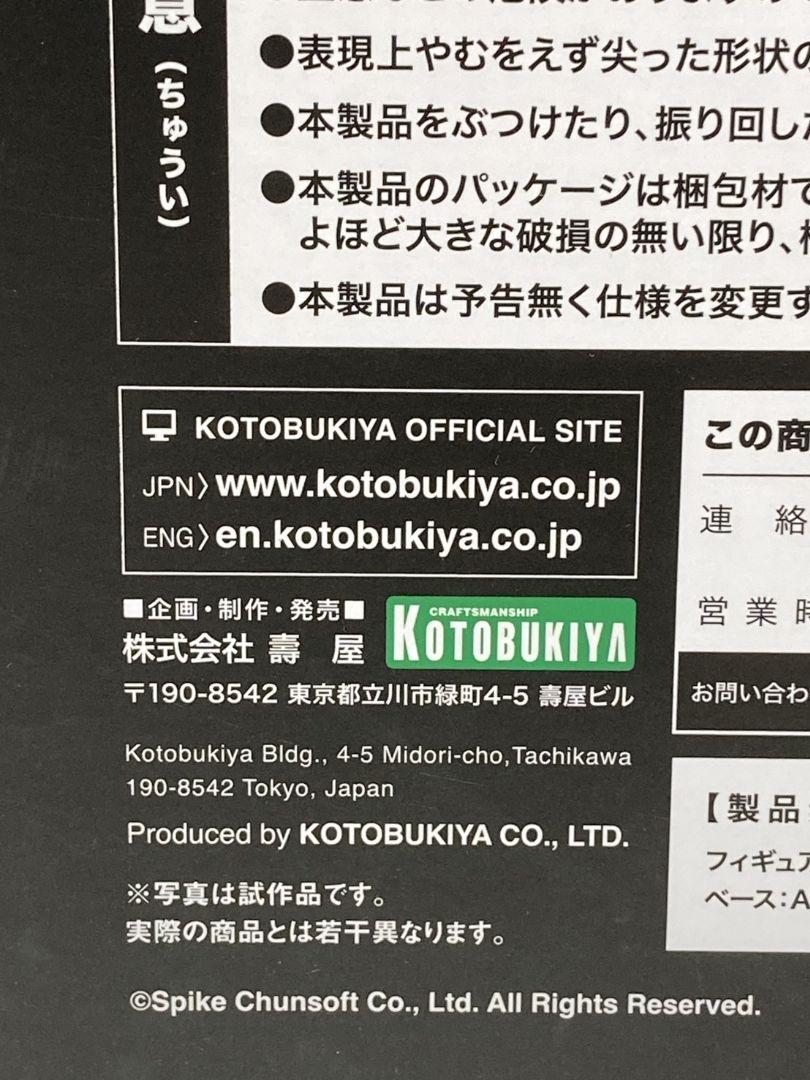 意
(ちゅうい)
●表現上やむをえず尖った形状の
●本製品をぶつけたり、振り回し
●本製品のパッケージは梱包材で
よほど大きな破損の無い限り、
●本製品は予告無く仕様を変更す
KOTOBUKIYA OFFICIAL SITE
JPN〉www.kotobukiya.co.jp
ENG〉en.kotobukiya.co.jp
■企画・制作・発売■
株式会社 壽 屋
CRAFTSMANSHIP
KOTOBUKIYA
〒190-8542 東京都立川市緑町4-5 壽屋ビル
Kotobukiya Bldg., 4-5 Midori-cho,Tachikawa
190-8542 Tokyo, Japan
Produced by KOTOBUKIYA CO., LTD.
※写真は試作品です。
実際の商品とは若干異なります。
©Spike Chunsoft Co., Ltd. All Rights Reserved.
この商
連 絡
営 業 時
お問い合わ
【製品
フィギュア
ベース:A